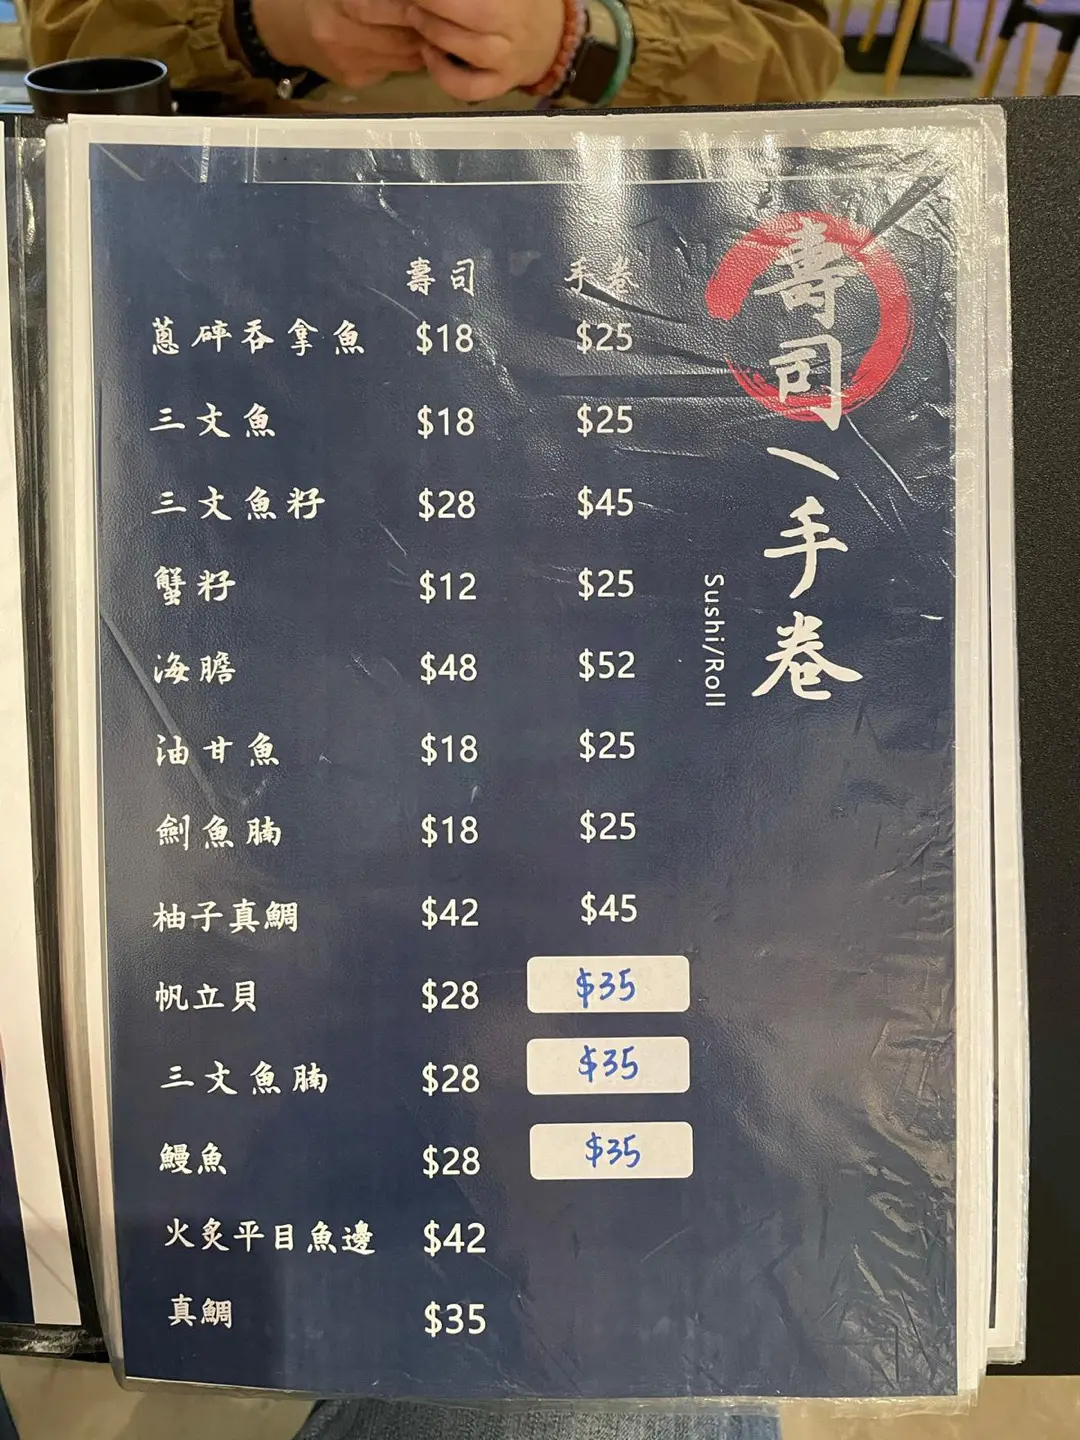 壽司、手卷
Sushi/Roll
壽司 手卷
蔥碎吞拿魚 $18 $25
三文魚 $18 $25
三文魚籽 $28 $45
蟹籽 $12 $25
海膽 $48 $52
油甘魚 $18 $25
劍魚腩 $18 $25
柚子真鯛 $42 $45
帆立貝 $28 $35
三文魚腩 $28 $35
鰻魚 $28 $35
火炙平目魚邊 $42
真鯛 $35